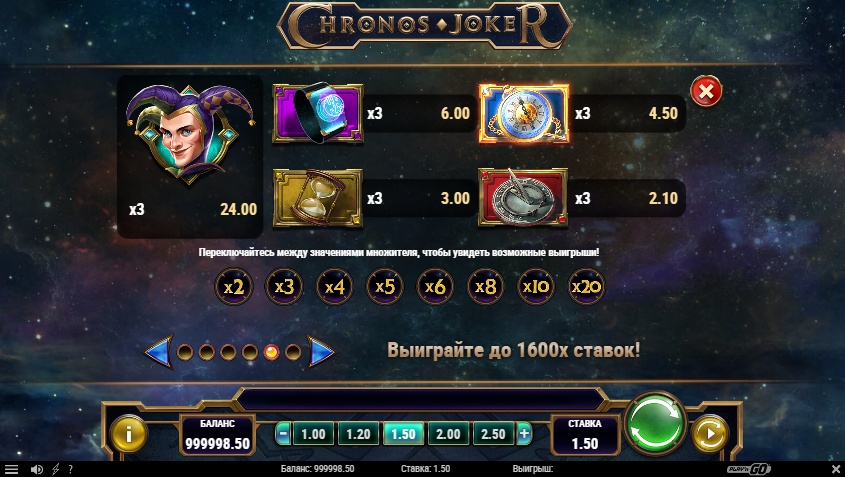 CHRONOS JOKER
x3 6.00
x3 4.50
x3 24.00
x3 3.00
x3 2.10
Переключайтесь между значениями множителя, чтобы увидеть возможные выигрыши!
x2 x3 x4 x5 x6 x8 x10 x20
Выиграйте до 1600x ставок!
БАЛАНС
999998.50
1.00 1.20 1.50 2.00 2.50
СТАВКА
1.50
Баланс: 999998.50 Ставка: 1.50 Выигрыш: PLAY'N GO